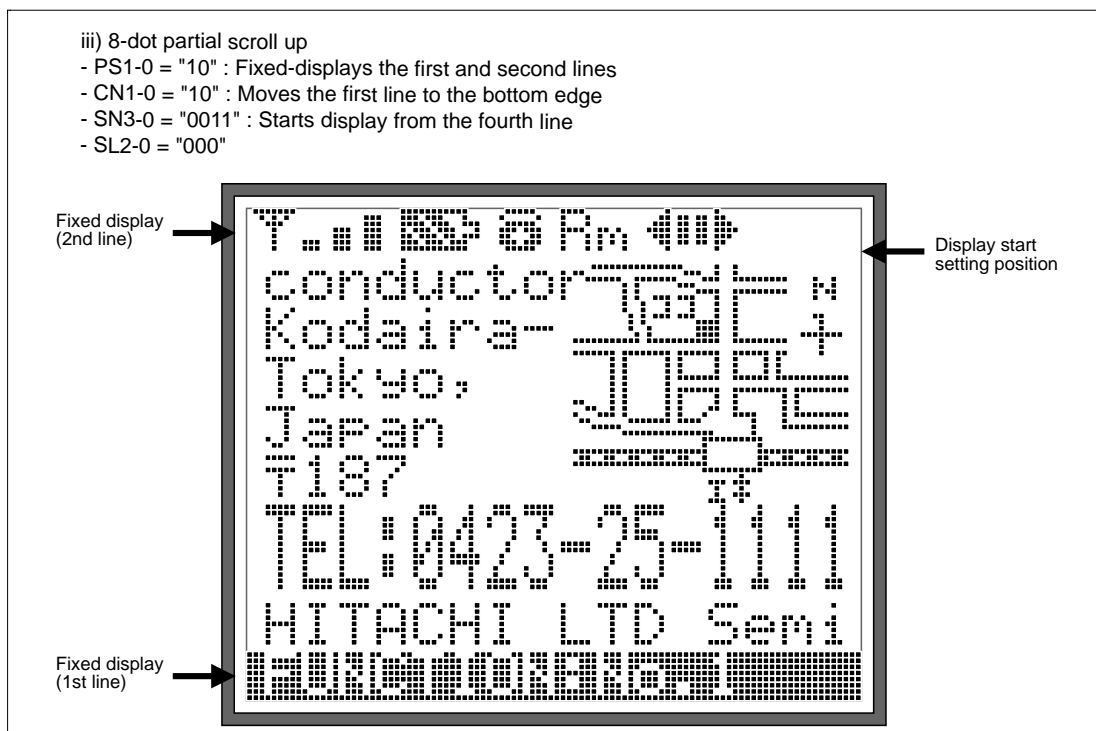 iii) 8-dot partial scroll up
- PS1-0 = "10" : Fixed-displays the first and second lines
- CN1-0 = "10" : Moves the first line to the bottom edge
- SN3-0 = "0011" : Starts display from the fourth line
- SL2-0 = "000"
Fixed display
(2nd line)
Display start
setting position
Rm
conductor
N
Kodaira-
Tokyo,
Japan
T187
TEL:0423-25-1111
HITACHI LTD Semi
Fixed display
(1st line)